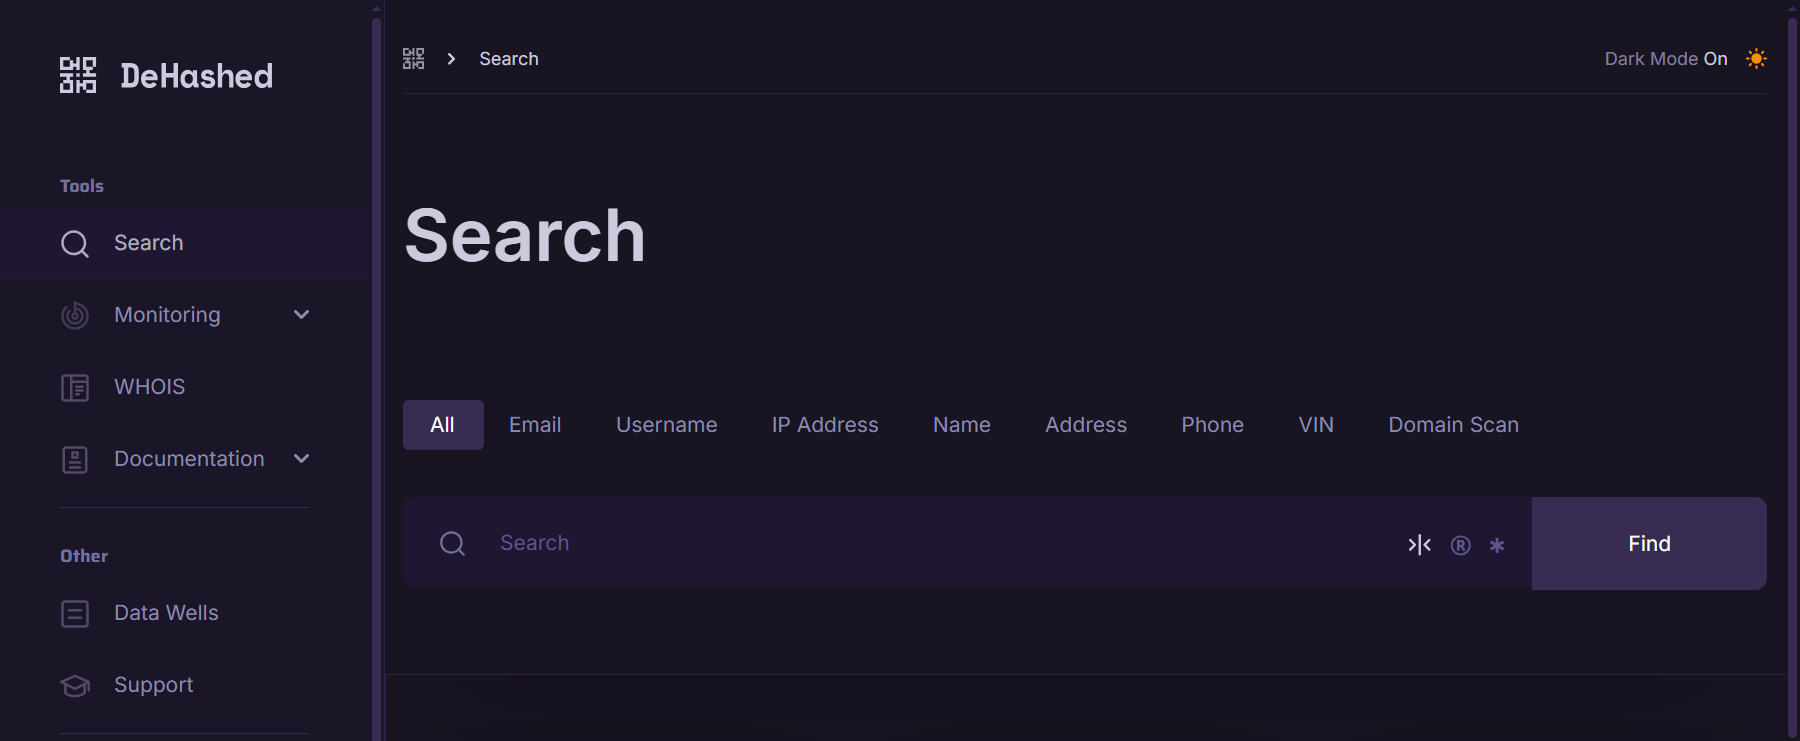 DeHashed
Tools
Search
Monitoring
WHOIS
Documentation
Other
Data Wells
Support
Search
Dark Mode On
Search
All Email Username IP Address Name Address Phone VIN Domain Scan
Search ® * Find